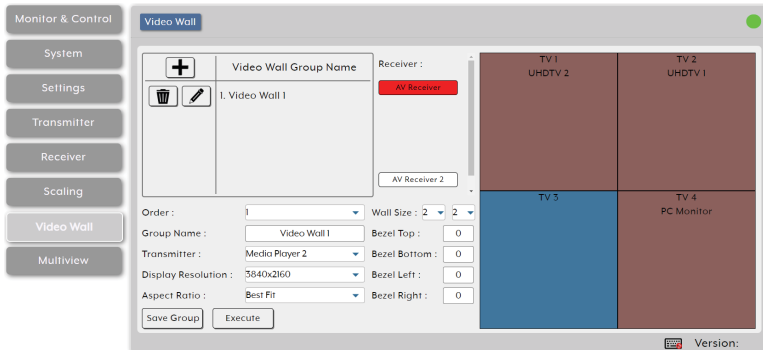 Monitor & Control
System
Settings
Transmitter
Receiver
Scaling
Video Wall
Multiview
Video Wall
Video Wall Group Name
1. Video Wall 1
Receiver :
AV Receiver
AV Receiver 2
Order :
1
Group Name :
Video Wall 1
Transmitter :
Media Player 2
Display Resolution :
3840x2160
Aspect Ratio :
Best Fit
Save Group
Execute
Wall Size :
2
2
Bezel Top :
0
Bezel Bottom :
0
Bezel Left :
0
Bezel Right :
0
TV 1
UHDTV 2
TV 2
UHDTV 1
TV 3
TV 4
PC Monitor
Version: